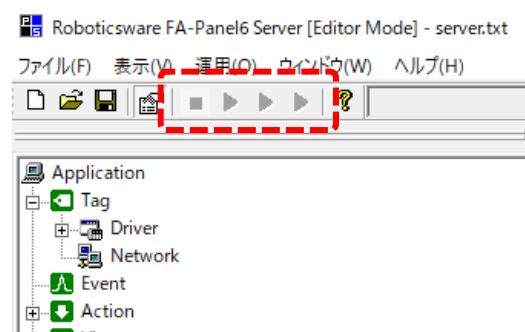 Roboticsware FA-Panel6 Server [Editor Mode] - server.txt
ファイル(F) 表示(V) 運用(O) ウィンドウ(W) ヘルプ(H)
Application
Tag
Driver
Network
Event
Action